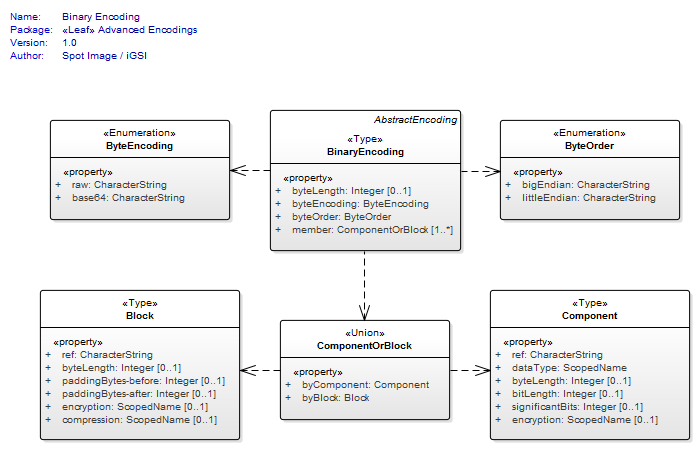 Name: Binary Encoding
Package: «Leaf» Advanced Encodings
Version: 1.0
Author: Spot Image / iGSI
«Enumeration»
ByteEncoding
«property»
+ raw: CharacterString
+ base64: CharacterString
AbstractEncoding
«Type»
BinaryEncoding
«property»
+ byteLength: Integer [0..1]
+ byteEncoding: ByteEncoding
+ byteOrder: ByteOrder
+ member: ComponentOrBlock [1..*]
«Enumeration»
ByteOrder
«property»
+ bigEndian: CharacterString
+ littleEndian: CharacterString
«Type»
Block
«property»
+ ref: CharacterString
+ byteLength: Integer [0..1]
+ paddingBytes-before: Integer [0..1]
+ paddingBytes-after: Integer [0..1]
+ encryption: ScopedName [0..1]
+ compression: ScopedName [0..1]
«Union»
ComponentOrBlock
«property»
+ byComponent: Component
+ byBlock: Block
«Type»
Component
«property»
+ ref: CharacterString
+ dataType: ScopedName
+ byteLength: Integer [0..1]
+ bitLength: Integer [0..1]
+ significantBits: Integer [0..1]
+ encryption: ScopedName [0..1]